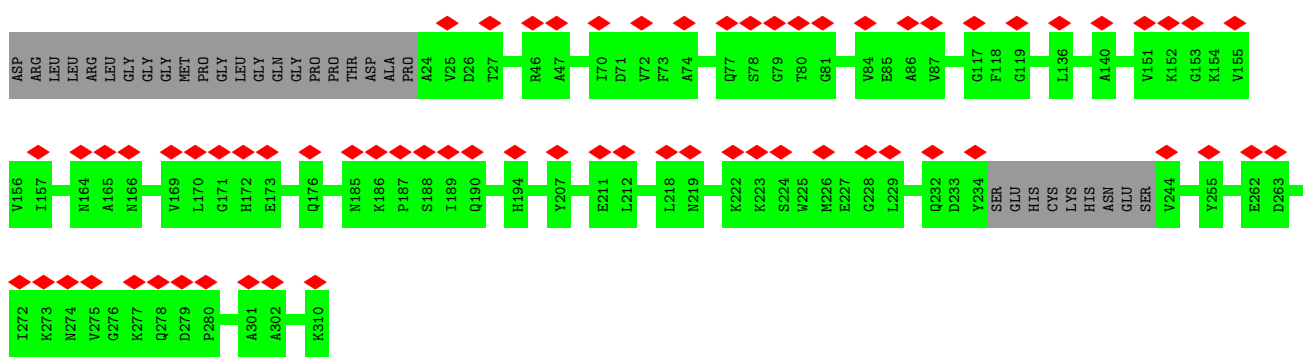 ASP ARG LEU LEU ARG LEU GLY GLY GLY MET PRO GLY LEU GLY GLN GLY PRO PRO THR ASP ALA PRO A24 V25 D26 T27 R46 A47 I70 D71 V72 F73 A74 Q77 S78 G79 T80 G81 V84 E85 A86 V87 G117 F118 G119 L136 A140 V151 K152 G153 K154 V155
V156 I157 N164 A165 N166 V169 L170 G171 H172 E173 Q176 N185 K186 P187 S188 I189 Q190 H194 Y207 E211 L212 L218 N219 K222 K223 S224 W225 M226 E227 G228 L229 Q232 D233 Y234 SER GLU HIS CYS LYS HIS ASN GLU SER V244 Y255 E262 D263
I272 K273 N274 V275 G276 K277 Q278 D279 P280 A301 A302 K310